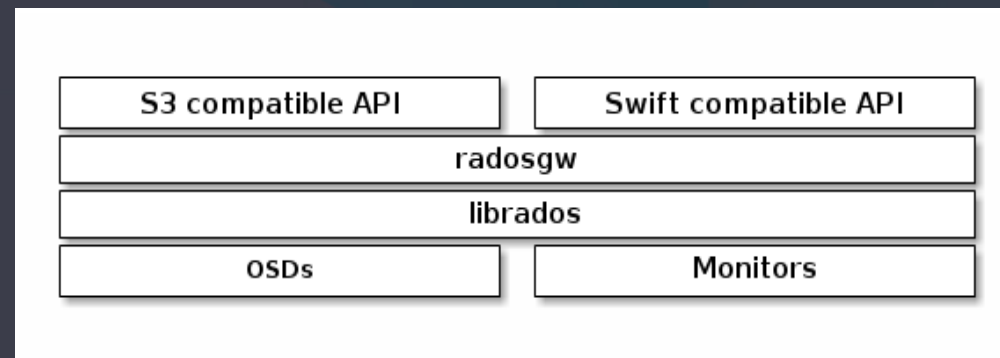 S3 compatible API
Swift compatible API
radosgw
librados
OSDs
Monitors